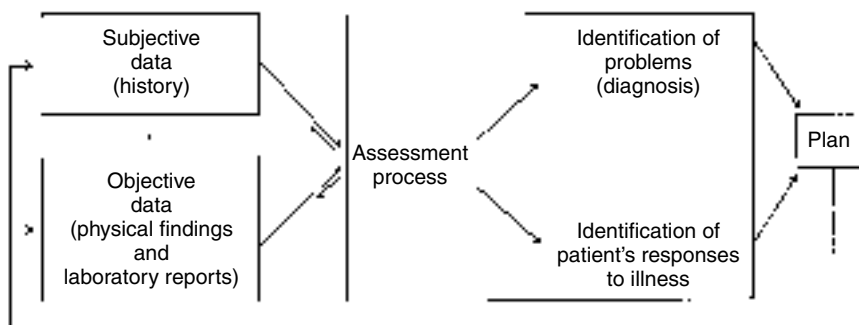 Subjective
data
(history)
Objective
data
(physical findings
and
laboratory reports)
Assessment
process
Identification of
problems
(diagnosis)
Identification of
patient's responses
to illness
Plan